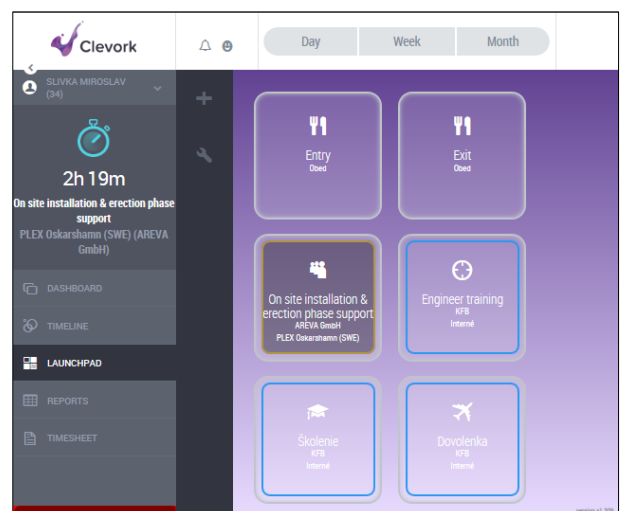 Clevork
Day
Week
Month
SLIVKA MIROSLAV
(34)
2h 19m
On site installation & erection phase
support
PLEX Oskarshamn (SWE) (AREVA
GmbH)
DASHBOARD
TIMELINE
LAUNCHPAD
REPORTS
TIMESHEET
Entry
Obed
Exit
Obed
On site installation &
erection phase support
AREVA GmbH
PLEX Oskarshamn (SWE)
Engineer training
KFB
Interné
Školenie
KFB
Interné
Dovolenka
KFB
Interné